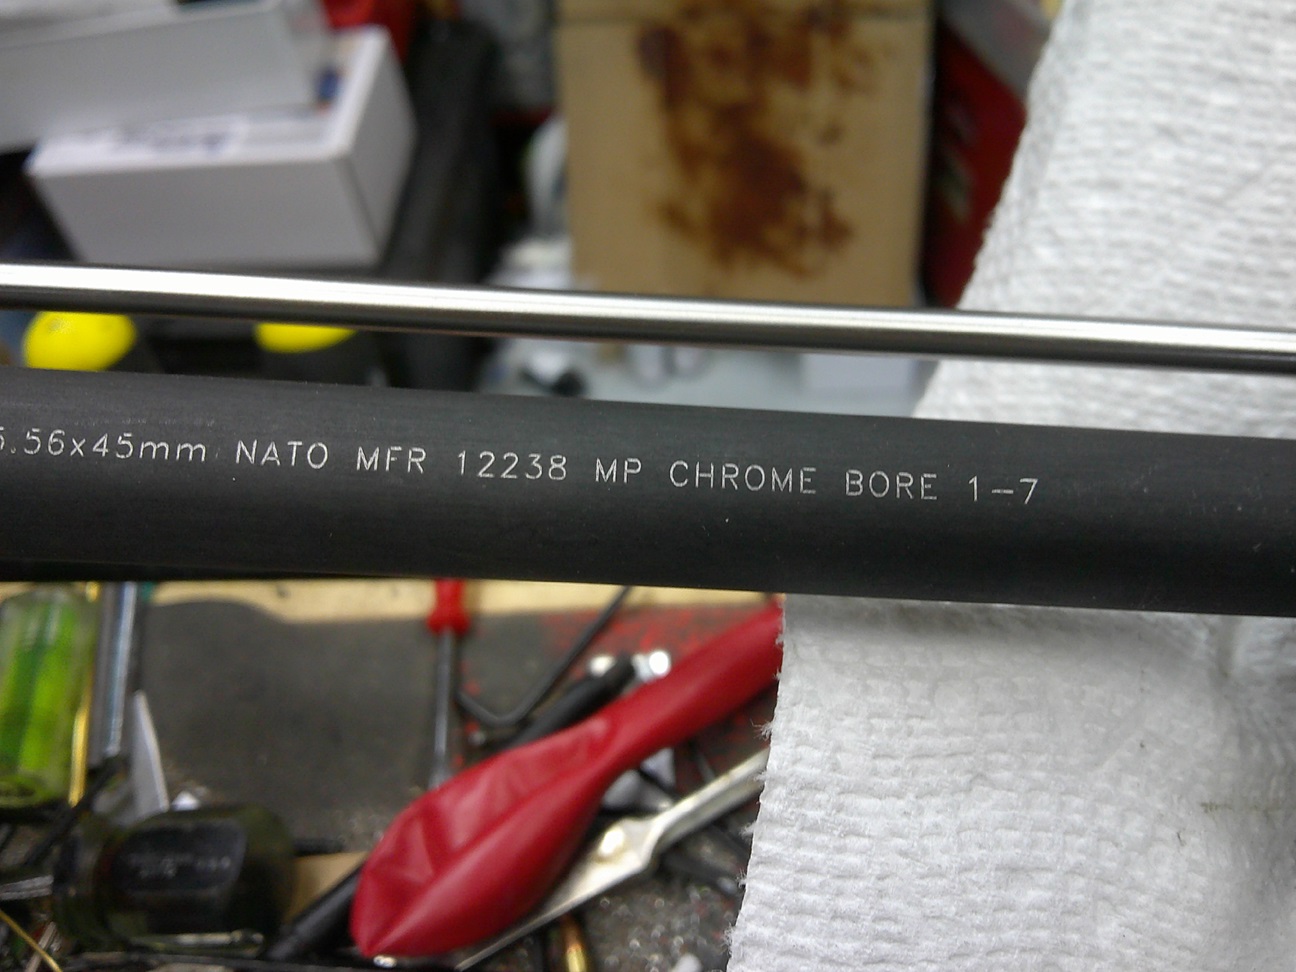 5.56x45mm NATO MFR 12238 MP CHROME BORE 1-7